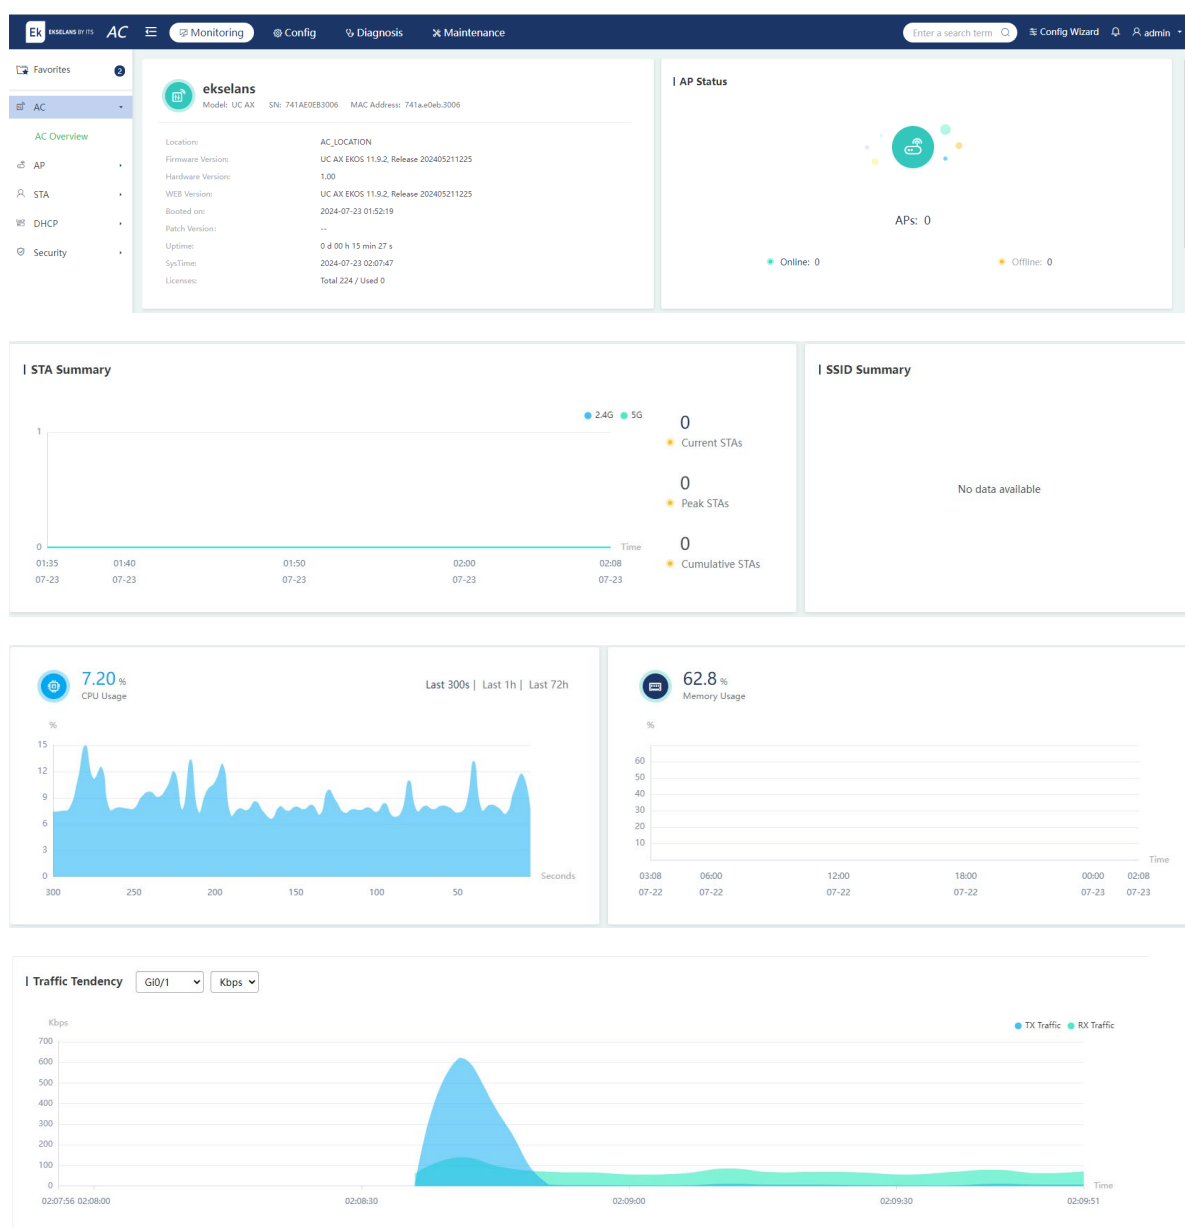 Ek EKSELANS BY ITS AC Monitoring Config Diagnosis Maintenance Enter a search term Config Wizard admin
Favorites 2
AC
AC Overview
AP
STA
DHCP
Security
ekselans
Model: UC AX SN: 741AE0EB3006 MAC Address: 741a.e0eb.3006
Location: AC_LOCATION
Firmware Version: UC AX EKOS 11.9.2, Release 202405211225
Hardware Version: 1.00
WEB Version: UC AX EKOS 11.9.2, Release 202405211225
Booted on: 2024-07-23 01:52:19
Patch Version: --
Uptime: 0 d 00 h 15 min 27 s
SysTime: 2024-07-23 02:07:47
Licenses: Total 224 / Used 0
AP Status
APs: 0
Online: 0 Offline: 0
STA Summary
2.4G 5G
1
0 Time
01:35 01:40 01:50 02:00 02:08
07-23 07-23 07-23 07-23 07-23
0
Current STAs
0
Peak STAs
0
Cumulative STAs
SSID Summary
No data available
7.20 %
CPU Usage
Last 300s | Last 1h | Last 72h
%
15
12
9
6
3
0 Seconds
300 250 200 150 100 50
62.8 %
Memory Usage
%
60
50
40
30
20
10
Time
03:08 06:00 12:00 18:00 00:00 02:08
07-22 07-22 07-22 07-22 07-23 07-23
Traffic Tendency Gi0/1 Kbps
Kbps TX Traffic RX Traffic
700
600
500
400
300
200
100
0 Time
02:07:56 02:08:00 02:08:30 02:09:00 02:09:30 02:09:51